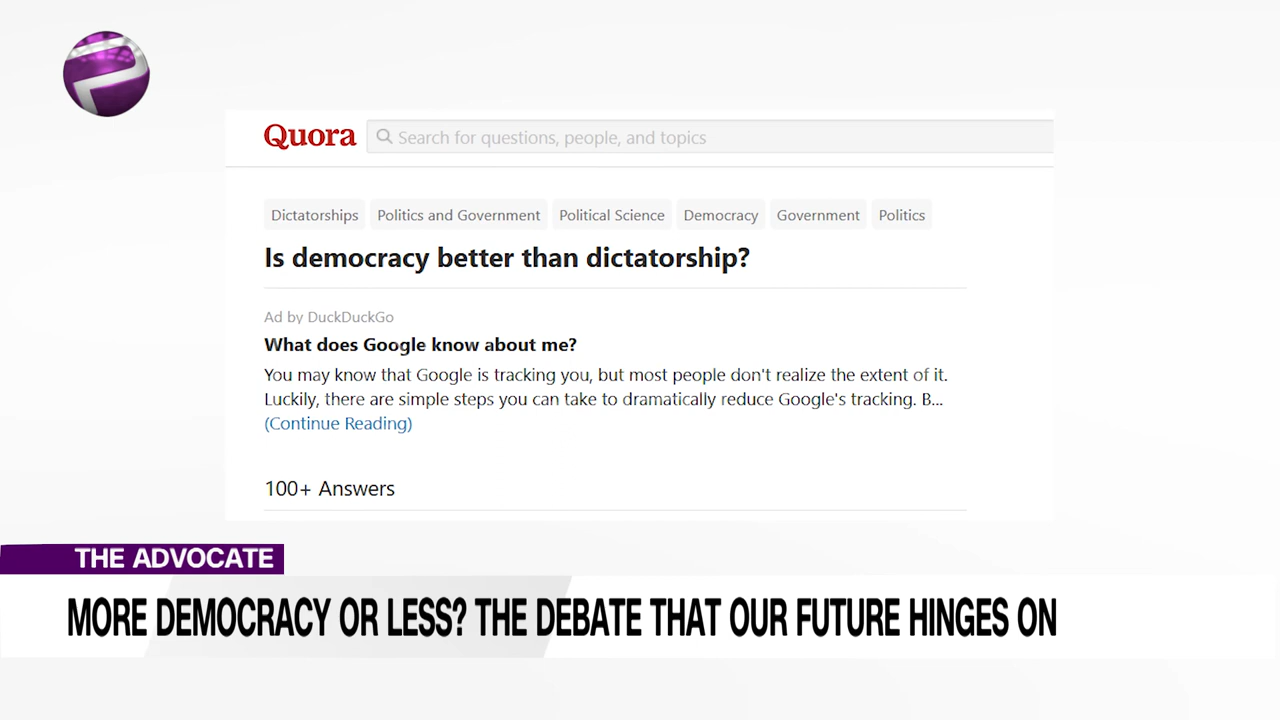 Quora
Search for questions, people, and topics
Dictatorships Politics and Government Political Science Democracy Government Politics
Is democracy better than dictatorship?
Ad by DuckDuckGo
What does Google know about me?
You may know that Google is tracking you, but most people don't realize the extent of it.
Luckily, there are simple steps you can take to dramatically reduce Google's tracking. B...
(Continue Reading)
100+ Answers
THE ADVOCATE
MORE DEMOCRACY OR LESS? THE DEBATE THAT OUR FUTURE HINGES ON